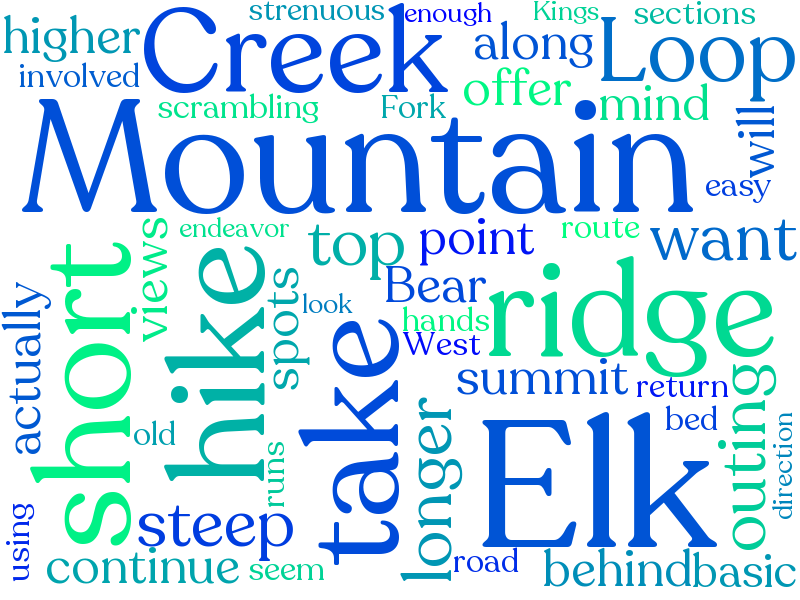 strenuous
enough
Kings
sections
higher
Creek
along
Loop
involved
offer
mind
scrambling
Fork
will
Mountain
easy
endeavor
views
top
point
route
want
short
hike
spots
look
Bear
hands
ridge
actually
West
take
summit
return
longer
bed
outing
direction
old
runs
Elk
using
steep
continue
seem
road
behind
basic